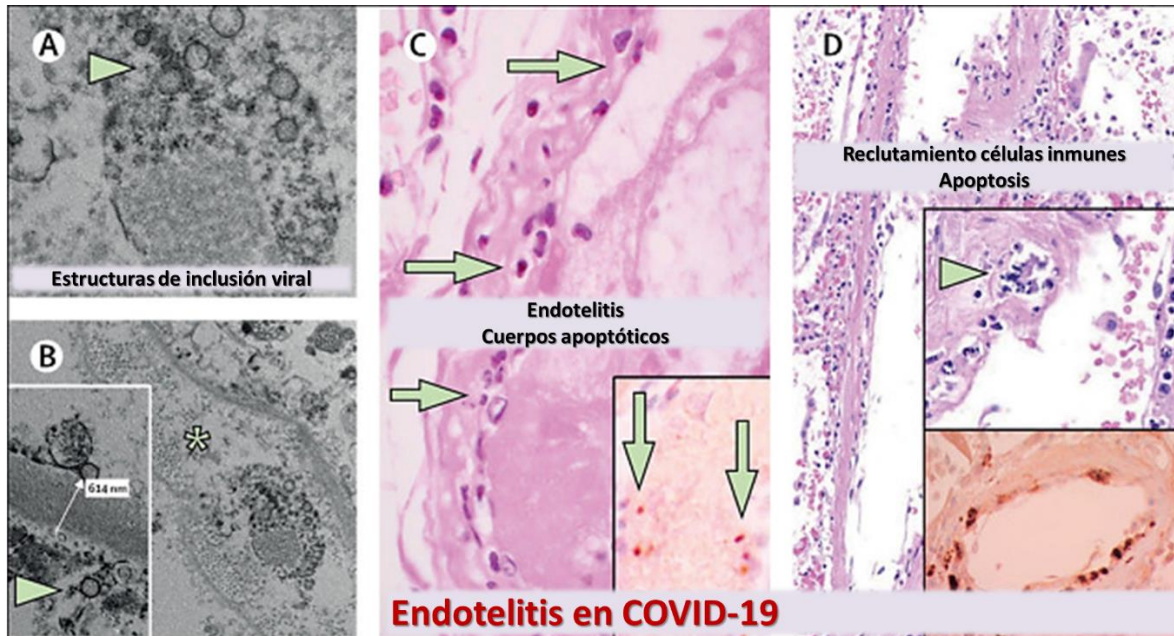 A
Estructuras de inclusión viral
B
*
614 nm
C
Endotelitis
Cuerpos apoptóticos
D
Reclutamiento células inmunes
Apoptosis
Endotelitis en COVID-19